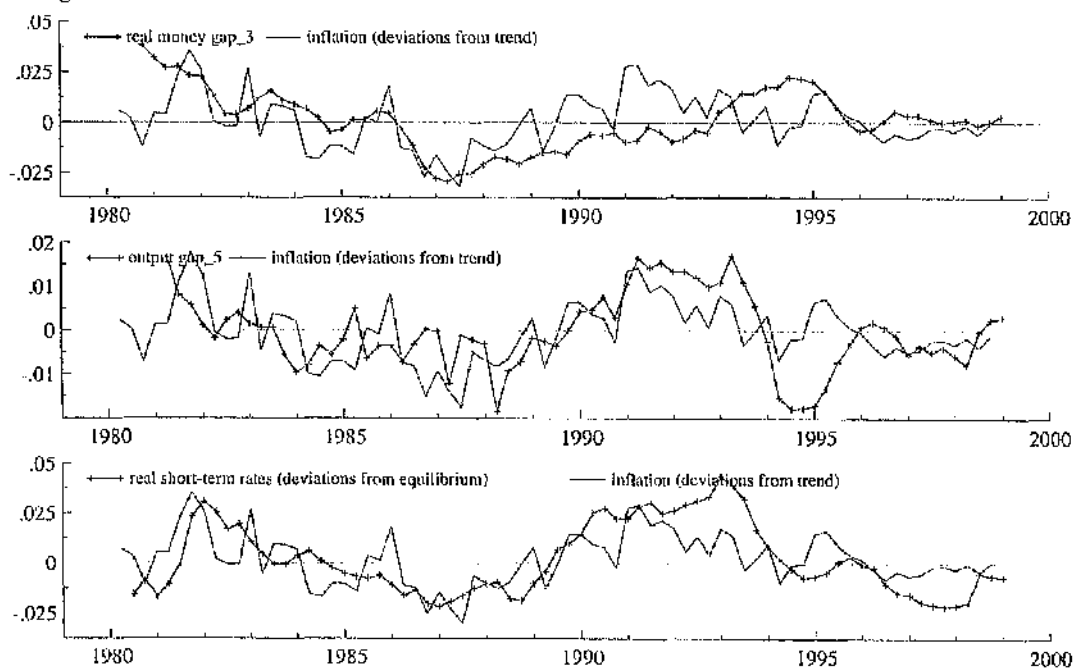 .05
real money gap_3 inflation (deviations from trend)
.025
0
-.025
1980 1985 1990 1995 2000
.02
output gap_5 inflation (deviations from trend)
.01
0
.01
1980 1985 1990 1995 2000
.05
real short-term rates (deviations from equilibrium) inflation (deviations from trend)
.025
0
-.025
1980 1985 1990 1995 2000